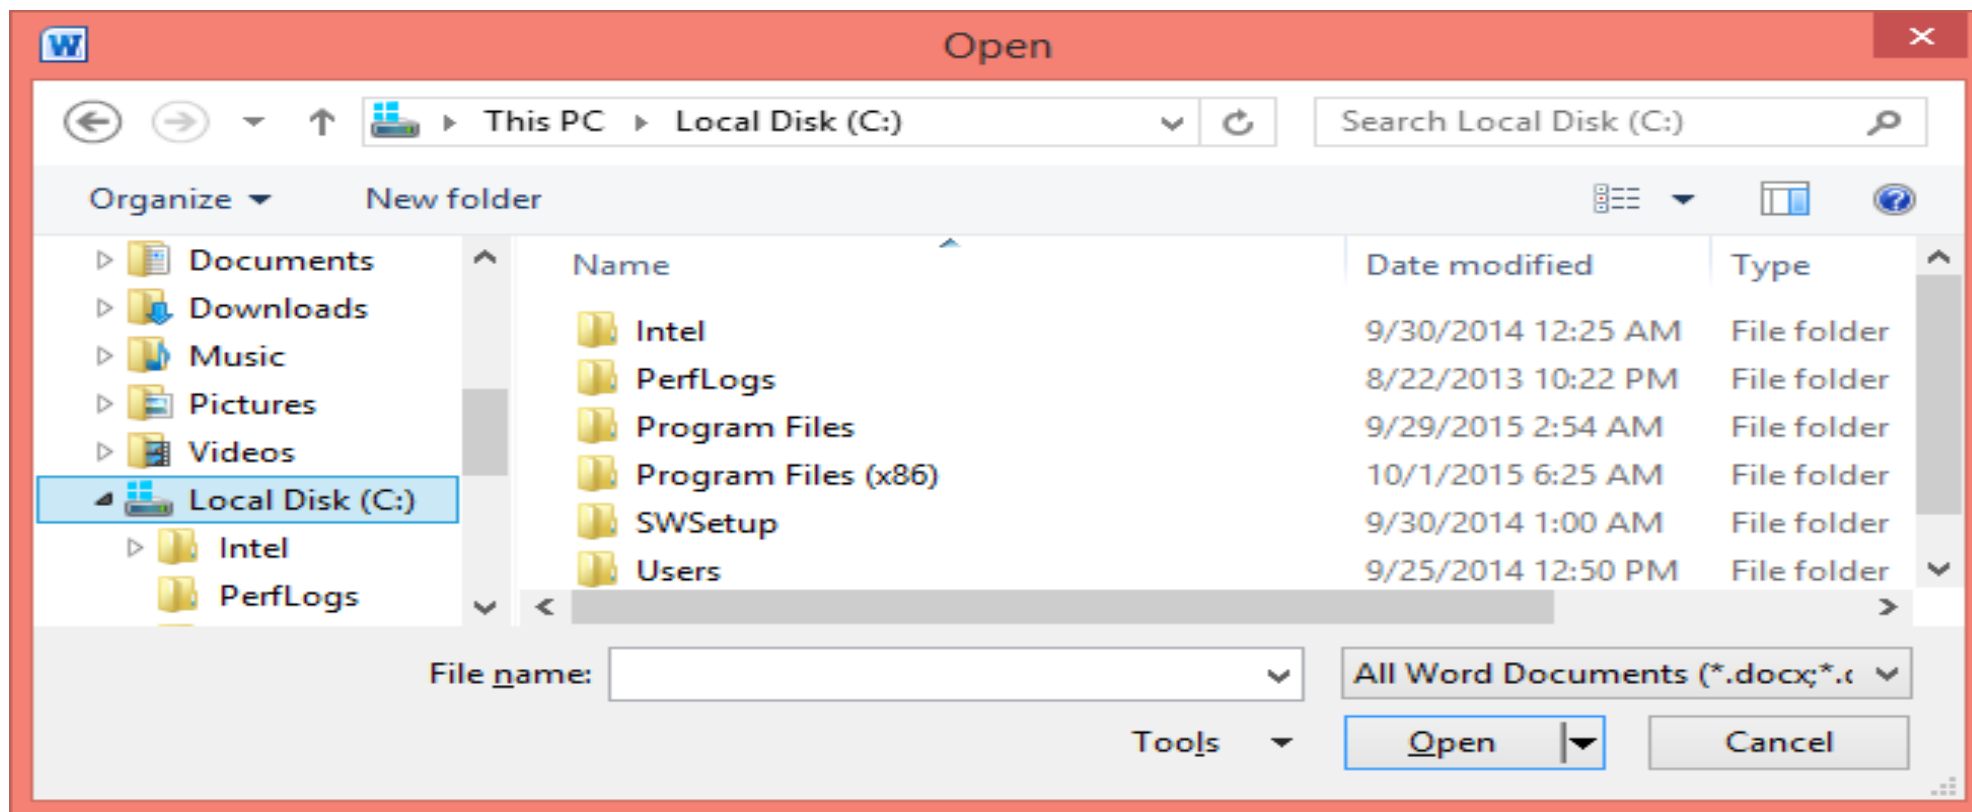 Open
This PC Local Disk (C:) Search Local Disk (C:)
Organize New folder
Documents
Downloads
Music
Pictures
Videos
Local Disk (C:)
Intel
PerfLogs
Name Date modified Type
Intel 9/30/2014 12:25 AM File folder
PerfLogs 8/22/2013 10:22 PM File folder
Program Files 9/29/2015 2:54 AM File folder
Program Files (x86) 10/1/2015 6:25 AM File folder
SWSetup 9/30/2014 1:00 AM File folder
Users 9/25/2014 12:50 PM File folder
File name: All Word Documents (*.docx;*.
Tools Open Cancel